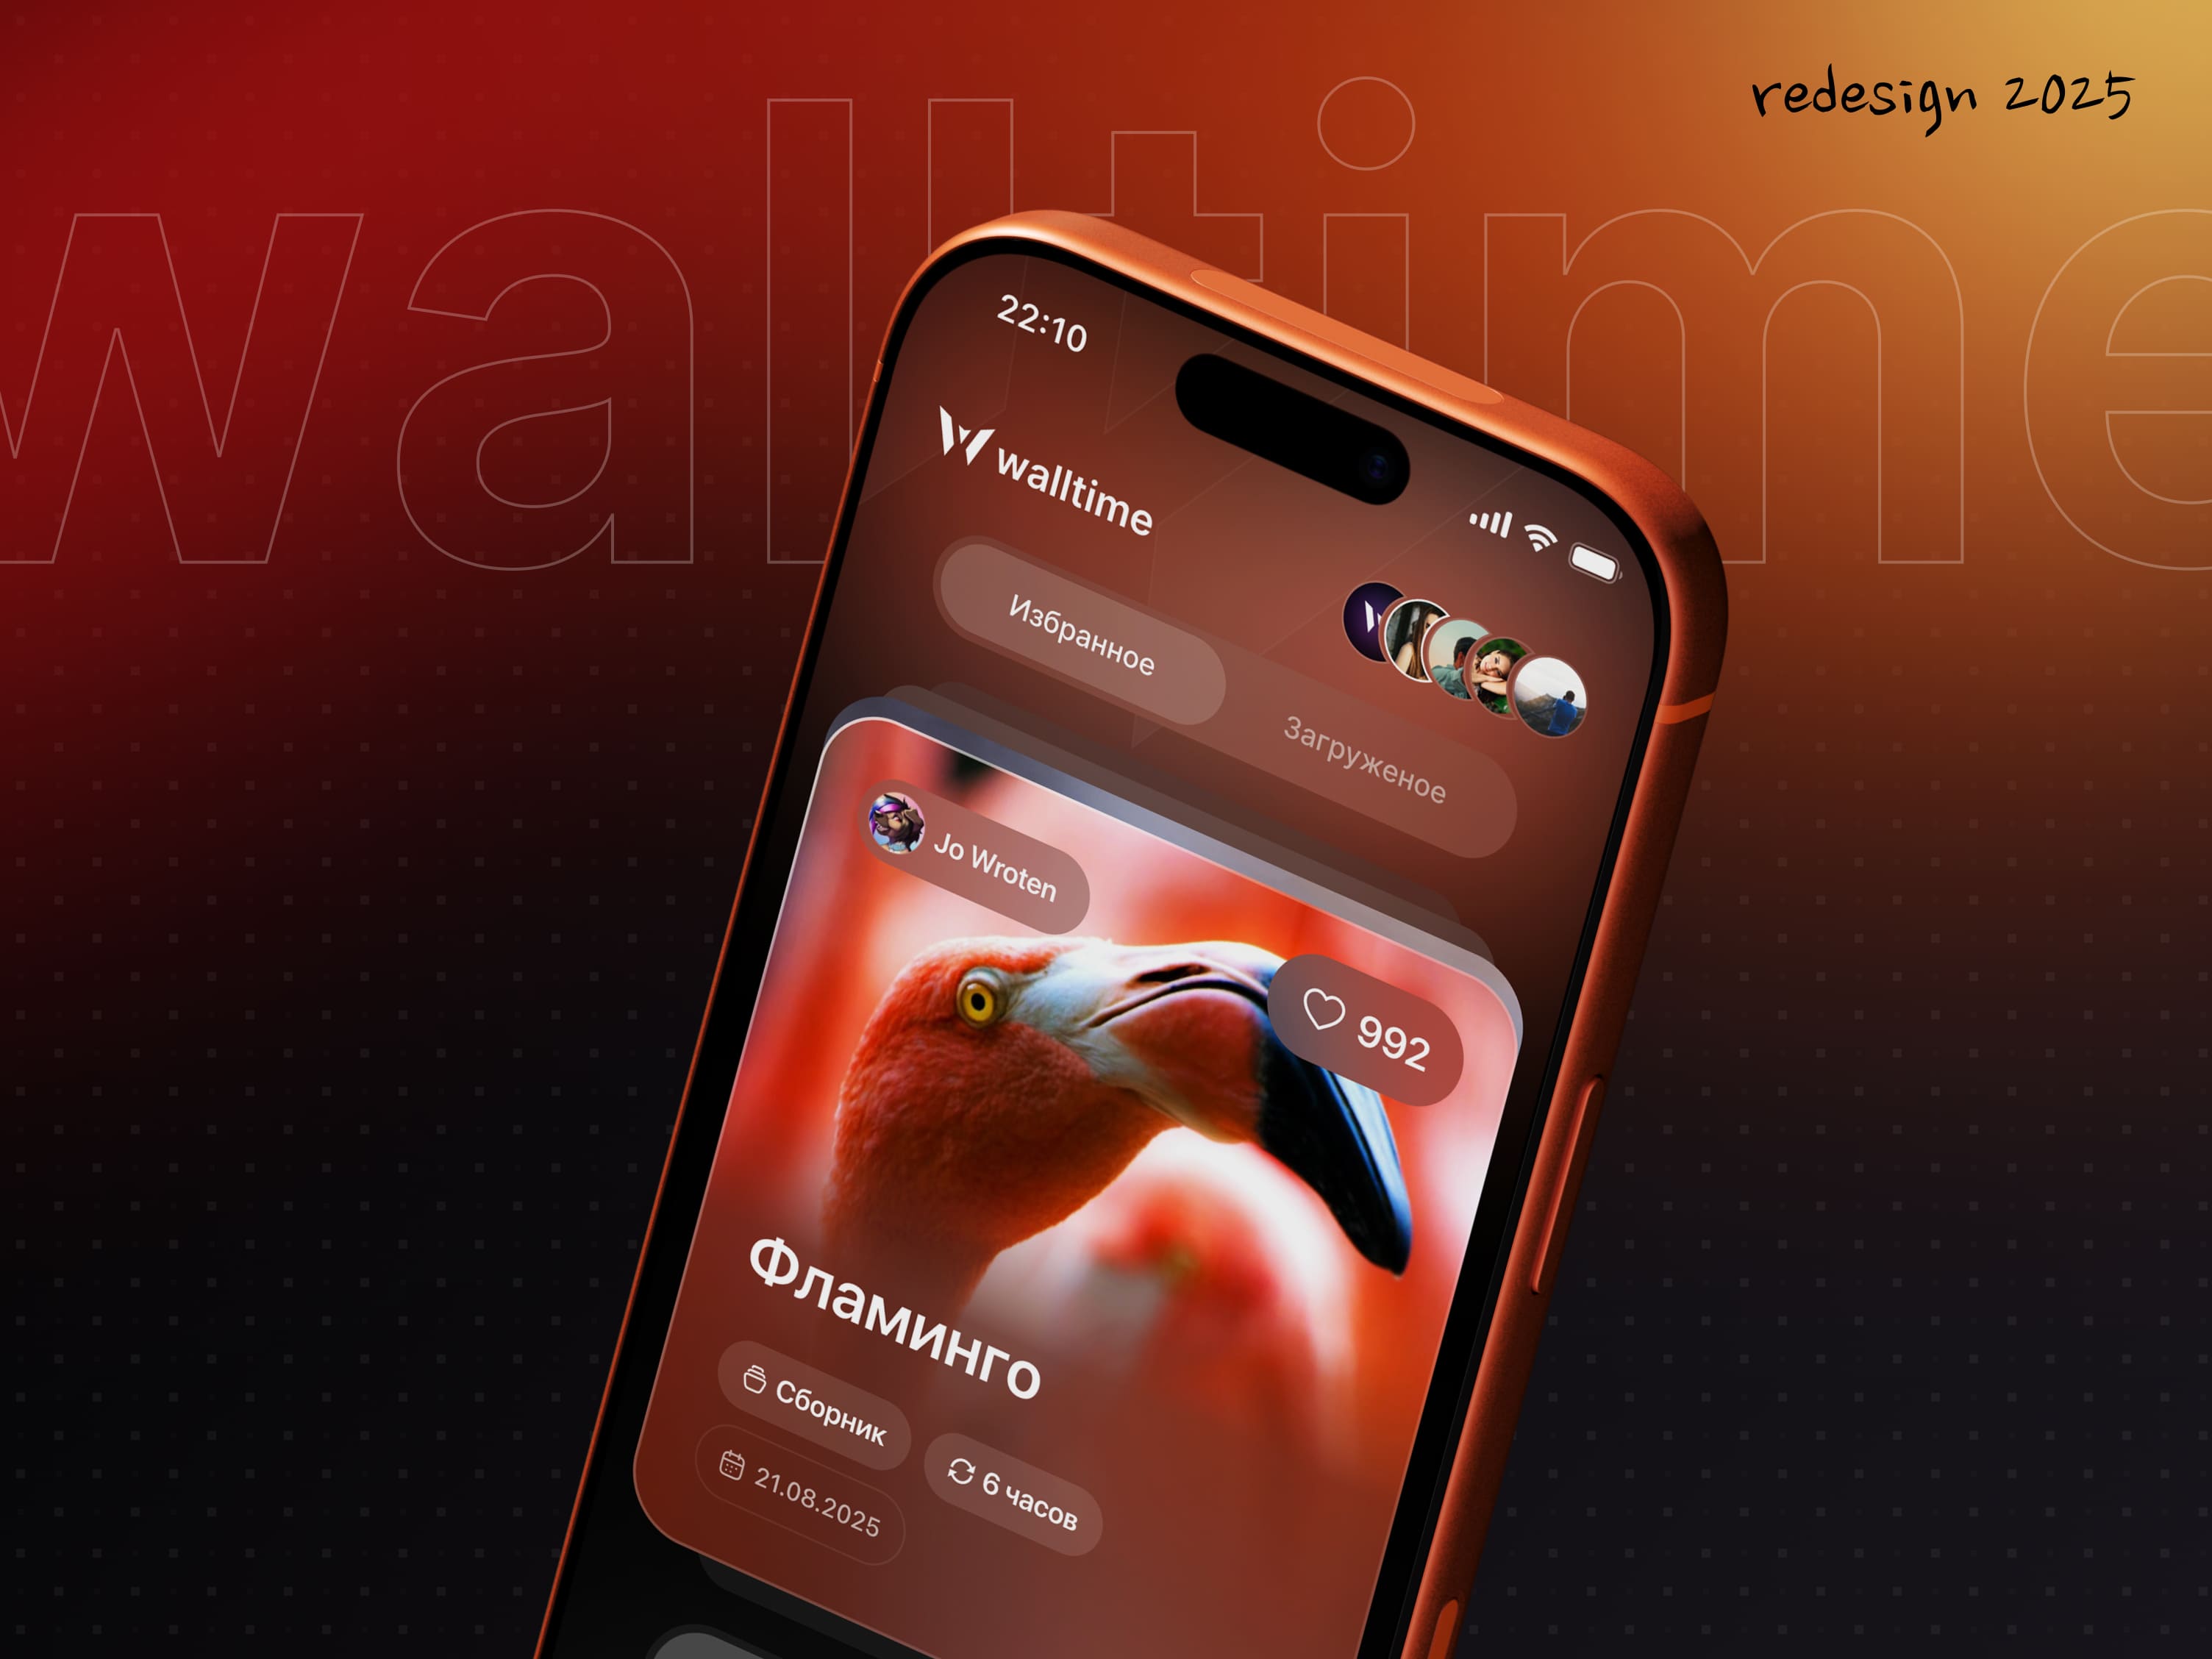 redesign 2025
walltime
22:10
walltime
Избранное
Загруженое
Jo Wroten
992
Фламинго
Сборник
6 часов
21.08.2025